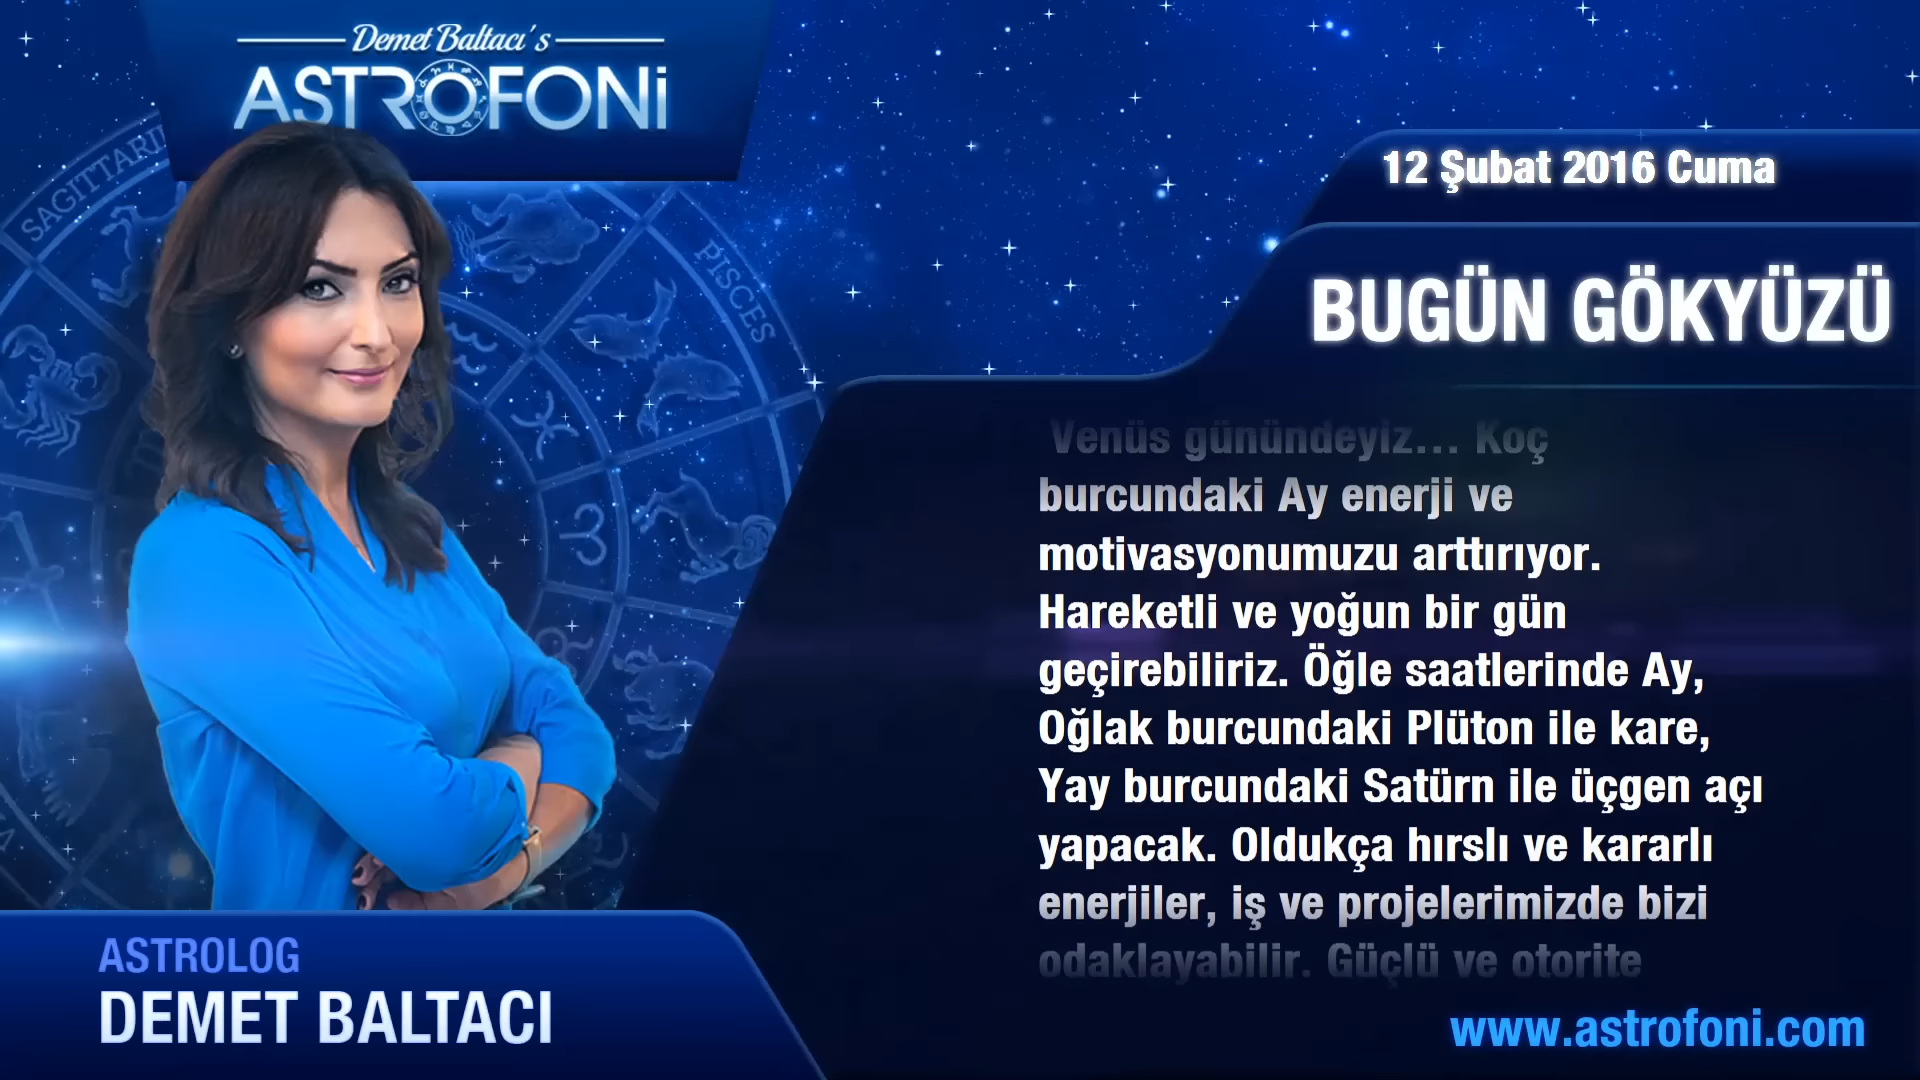 Demet Baltacı's
ASTROFONİ
SAGITTARI
PISCES
12 Şubat 2016 Cuma
BUGÜN GÖKYÜZÜ
Venüs günündeyiz... Koç
burcundaki Ay enerji ve
motivasyonumuzu arttırıyor.
Hareketli ve yoğun bir gün
geçirebiliriz. Öğle saatlerinde Ay,
Oğlak burcundaki Plüton ile kare,
Yay burcundaki Satürn ile üçgen açı
yapacak. Oldukça hırslı ve kararlı
enerjiler, iş ve projelerimizde bizi
odaklayabilir. Güçlü ve otorite
ASTROLOG
DEMET BALTACI
www.astrofoni.com